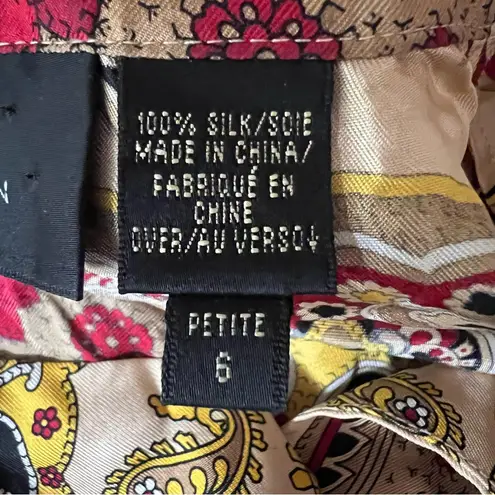 100% SILK/SOIE
MADE IN CHINA/
FABRIQUÉ EN
CHINE
OVER/AU VERSO↓
PETITE
6